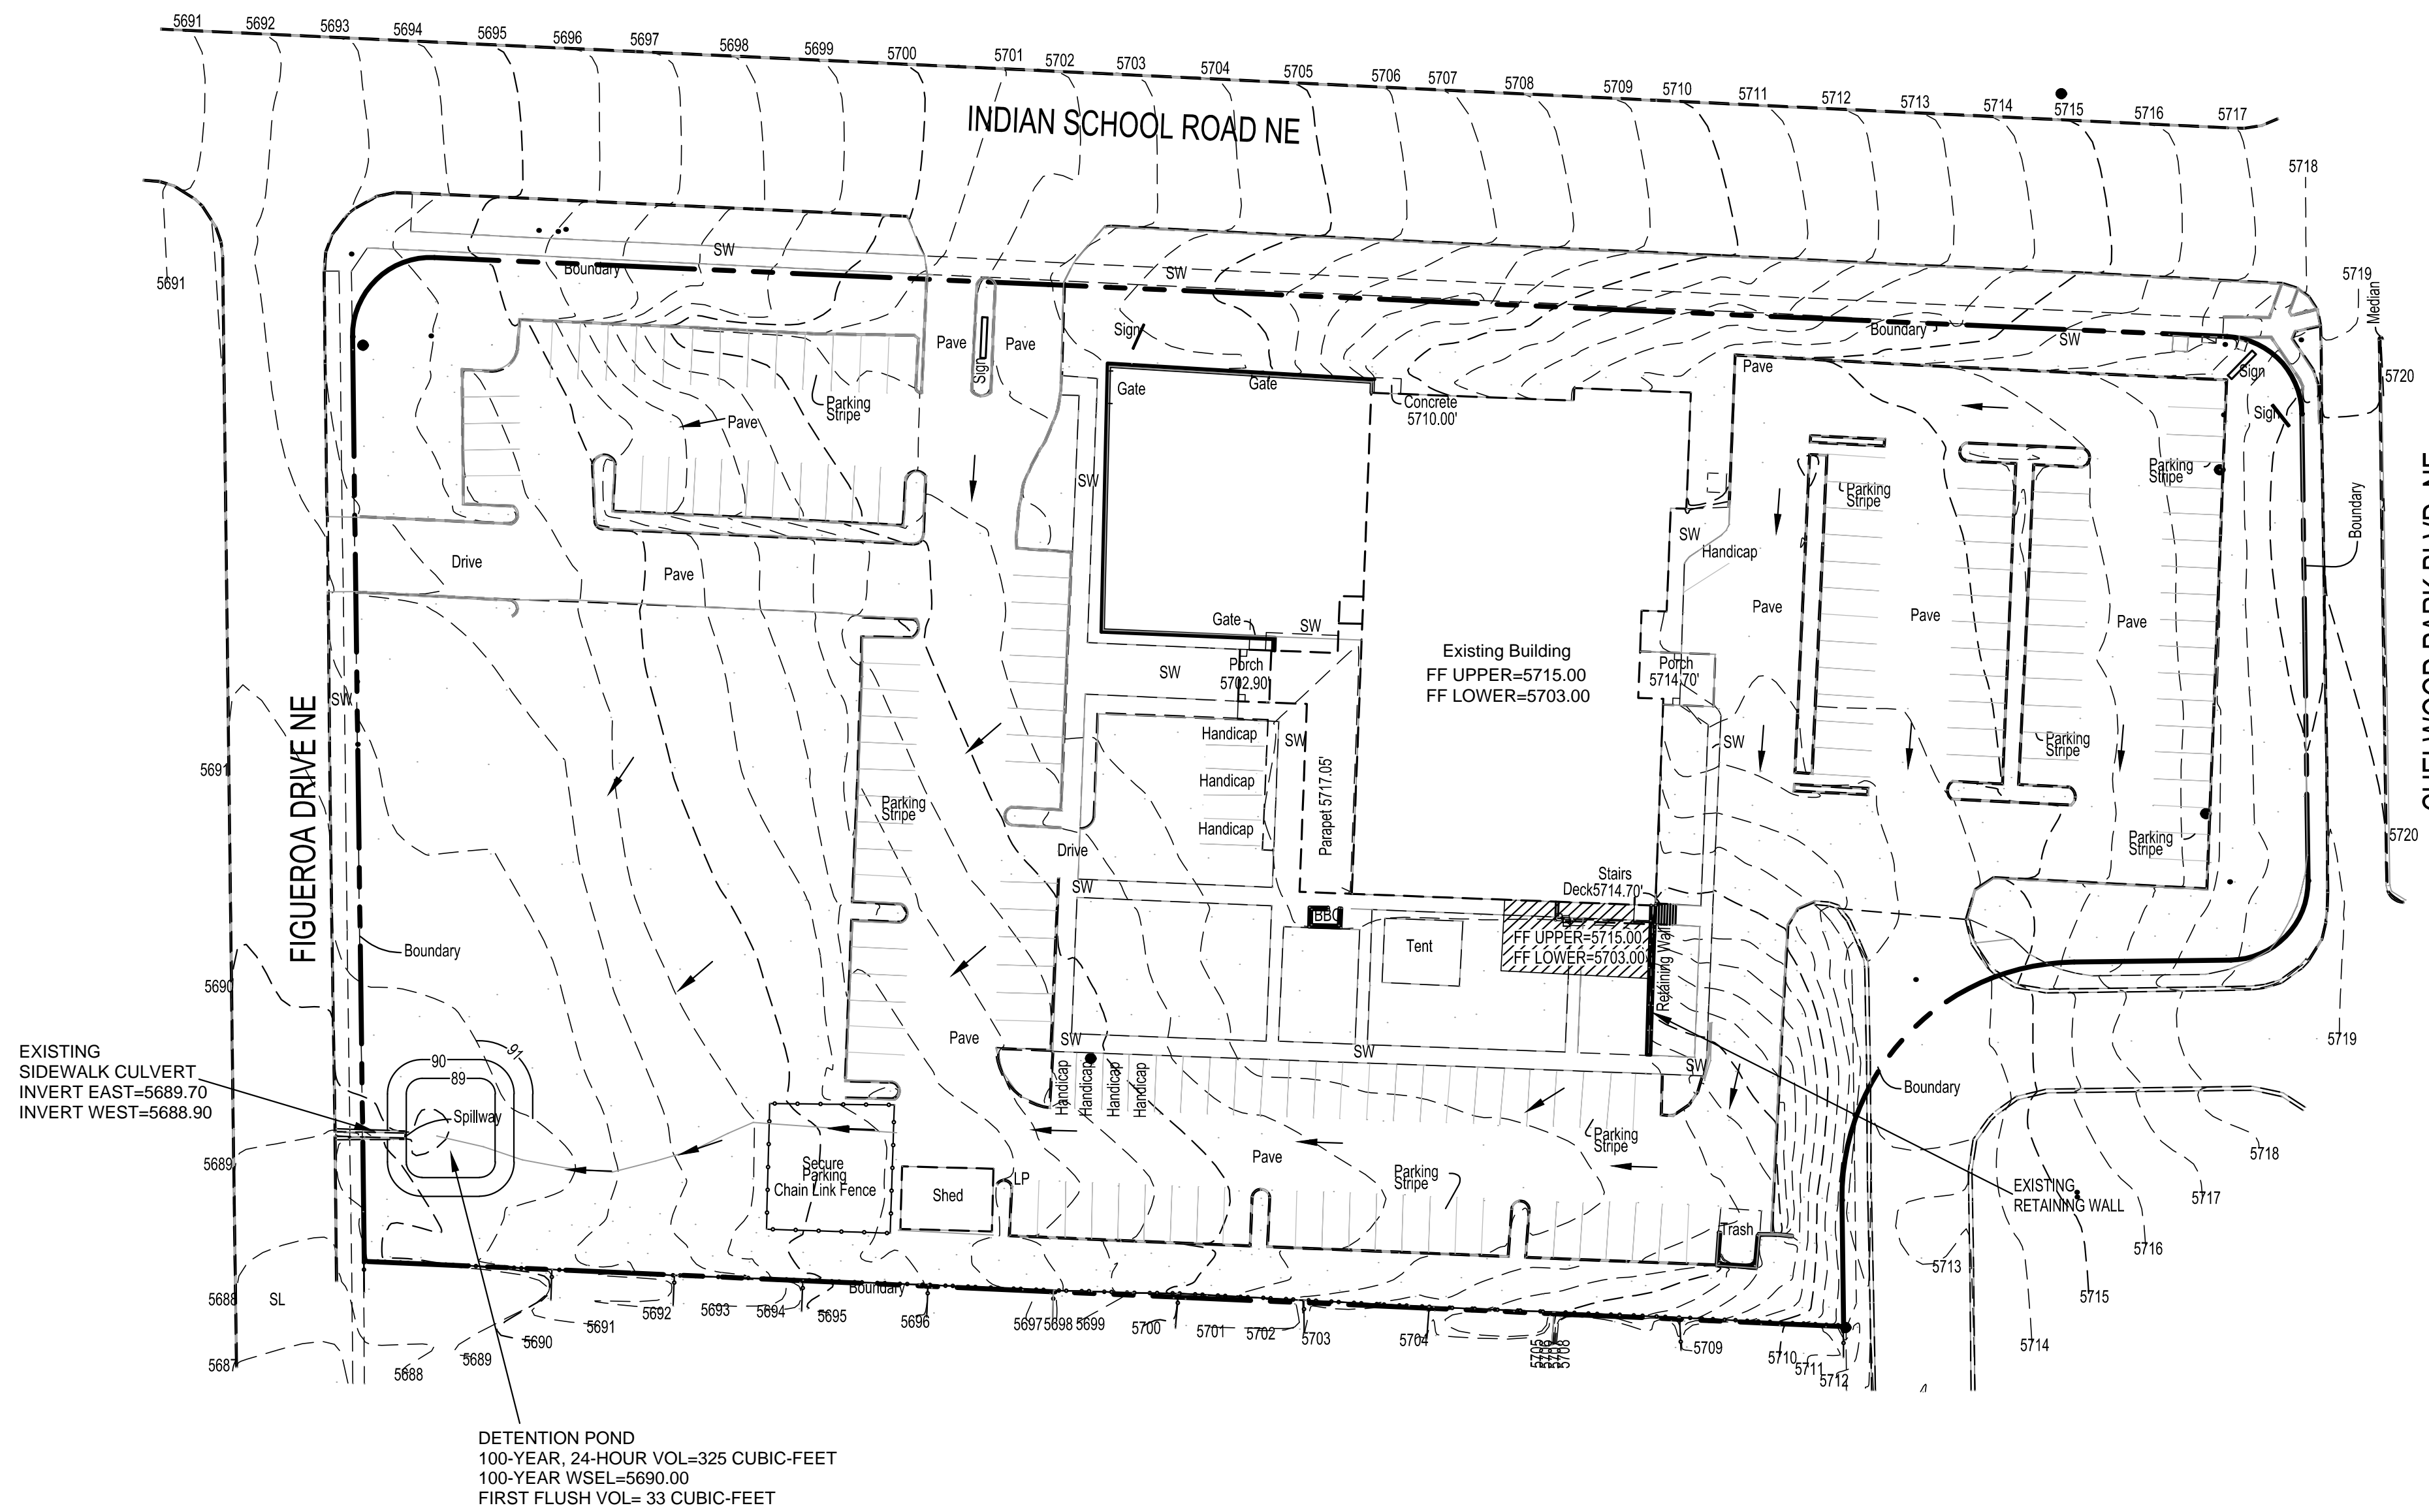 5691 5692 5693 5694 5695 5696 5697 5698 5699 5700 5701 5702 5703 5704 5705 5706 5707 5708 5709 5710 5711 5712 5713 5714 5715 5716 5717
INDIAN SCHOOL ROAD NE
5718
5691
SW
Boundary
SW
5719
Median
Boundary
SW
Sign
Pave
Pave
Sign
Pave
Sign
5720
Gate
Gate
Concrete
5710.00'
Parking
Stripe
Pave
Sign
SW
Parking
Stripe
Parking
Stripe
Boundary
SW
Handicap
Drive
Pave
Pave
Pave
Pave
Gate
SW
Existing Building
FF UPPER=5715.00
FF LOWER=5703.00
Porch
5702.90'
Porch
5714.70'
SW
SW
FIGUEROA DRIVE NE
Handicap
SW
SW
Parking
Stripe
5691
Handicap
Parapet 5717.05'
Parking
Stripe
Handicap
Parking
Stripe
5720
Drive
SW
Stairs
Deck5714.70'
BBQ
Tent
FF UPPER=5715.00
FF LOWER=5703.00
Retaining Wall
Boundary
5690
Pave
SW
SW
SW
5719
EXISTING
SIDEWALK CULVERT
INVERT EAST=5689.70
INVERT WEST=5688.90
90
91
89
Spillway
Handicap
Handicap
Handicap
Handicap
Boundary
Parking
Stripe
5718
5689
Secure
Parking
Chain Link Fence
Pave
Parking
Stripe
LP
Shed
EXISTING
RETAINING WALL
5717
Trash
5716
5713
5688
SL
Boundary
5715
5692 5693 5694 5695 5696 5697 5698 5699 5700 5701 5702 5703 5704 5705 5706 5708 5709 5710 5711 5712
5714
5691
5690
5689
5688
5687
DETENTION POND
100-YEAR, 24-HOUR VOL=325 CUBIC-FEET
100-YEAR WSEL=5690.00
FIRST FLUSH VOL= 33 CUBIC-FEET